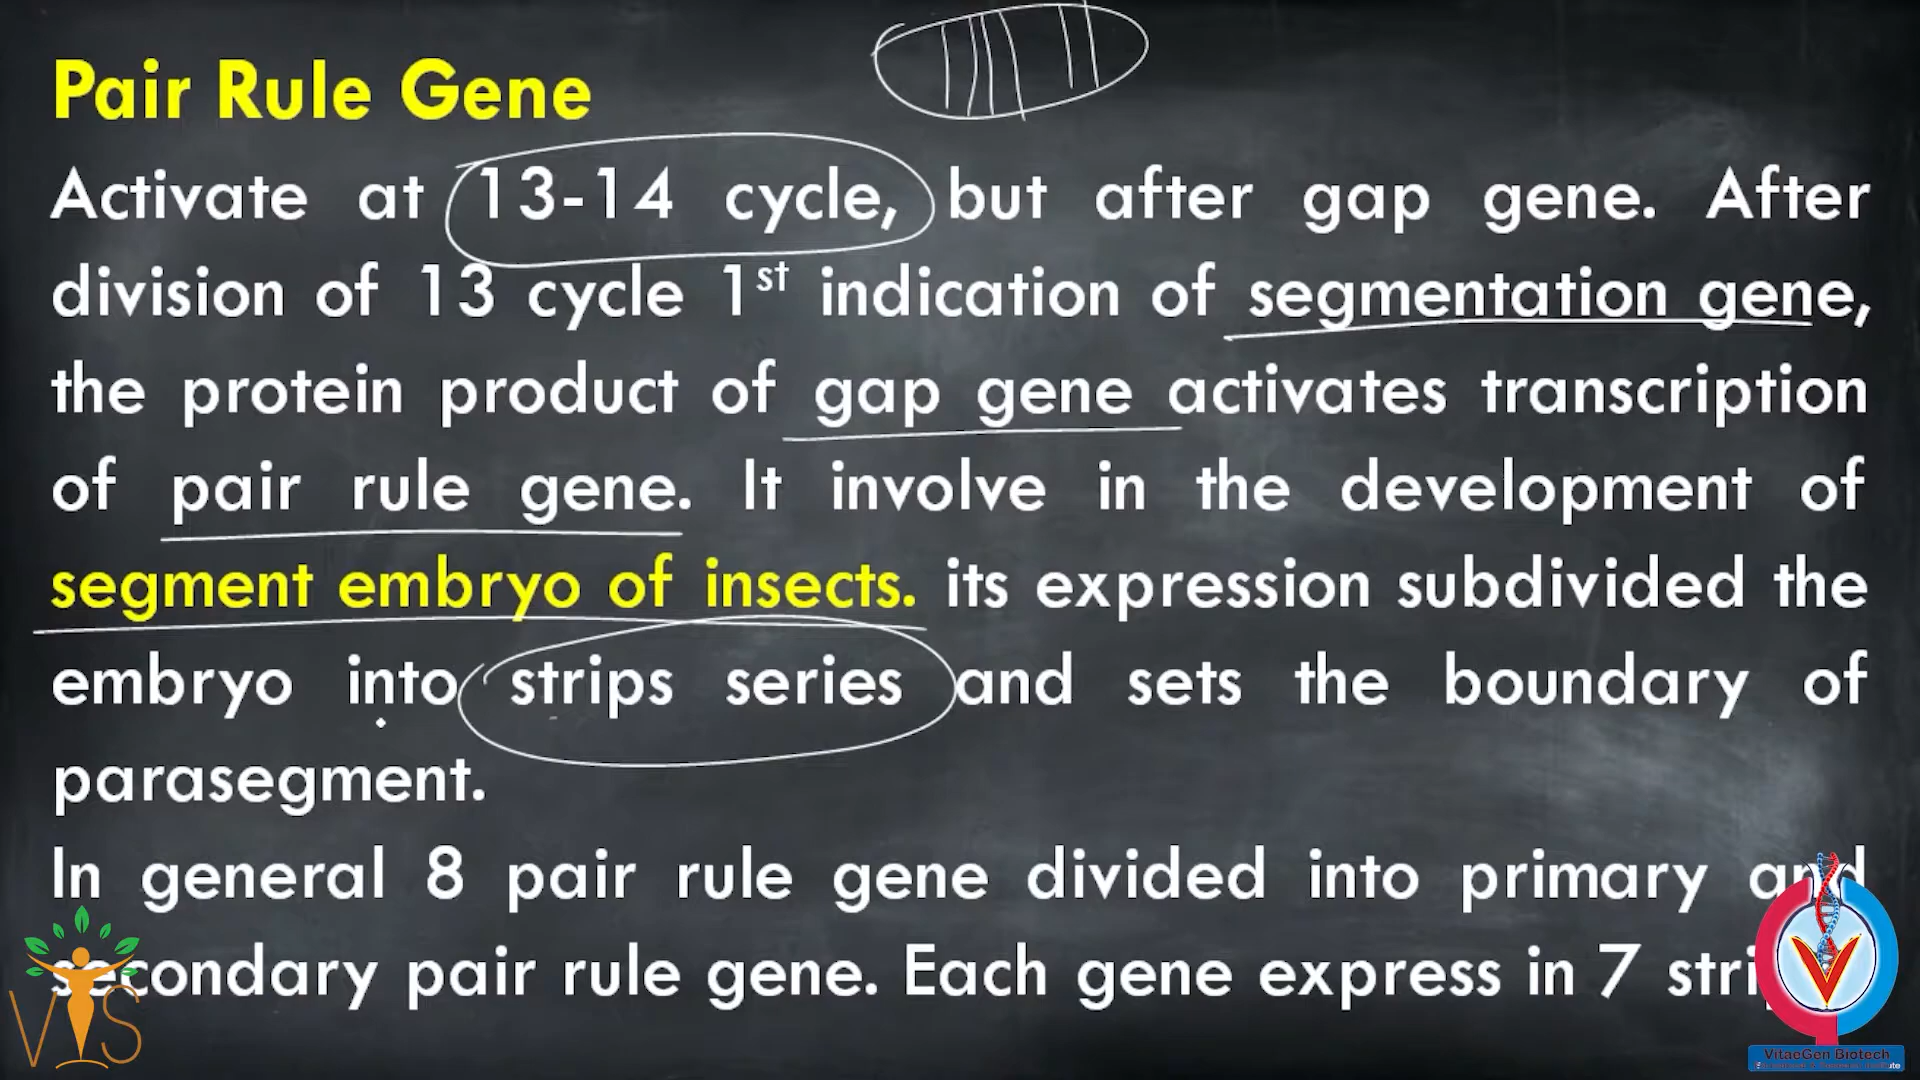 Pair Rule Gene
Activate at 13-14 cycle, but after gap gene. After
division of 13 cycle 1st indication of segmentation gene,
the protein product of gap gene activates transcription
of pair rule gene. It involve in the development of
segment embryo of insects. its expression subdivided the
embryo into strips series and sets the boundary of
parasegment.
In general 8 pair rule gene divided into primary and
secondary pair rule gene. Each gene express in 7
VIS
V
VitaeGen Biotech